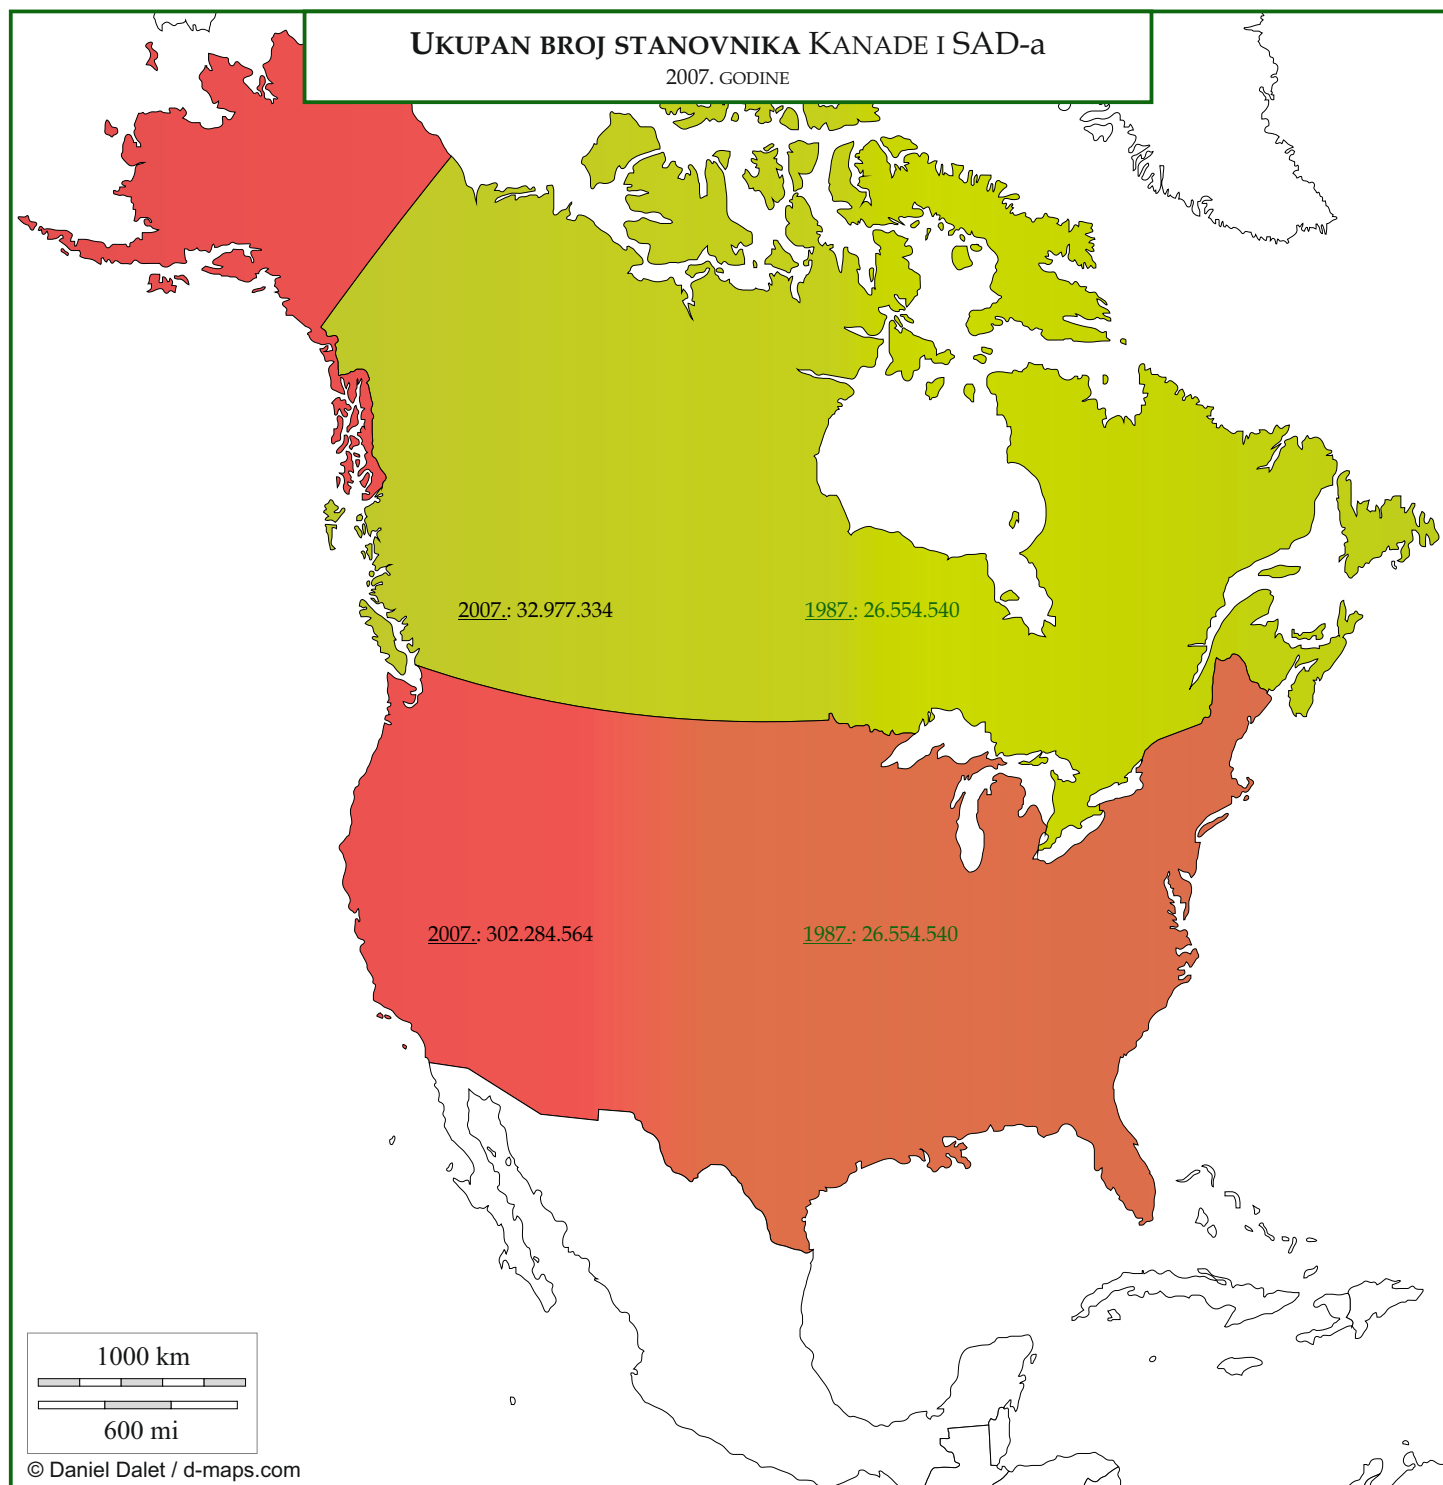 UKUPAN BROJ STANOVNIKA KANADE I SAD-a
2007. GODINE
2007.: 32.977.334
1987.: 26.554.540
2007.: 302.284.564
1987.: 26.554.540
1000 km
600 mi
© Daniel Dalet / d-maps.com